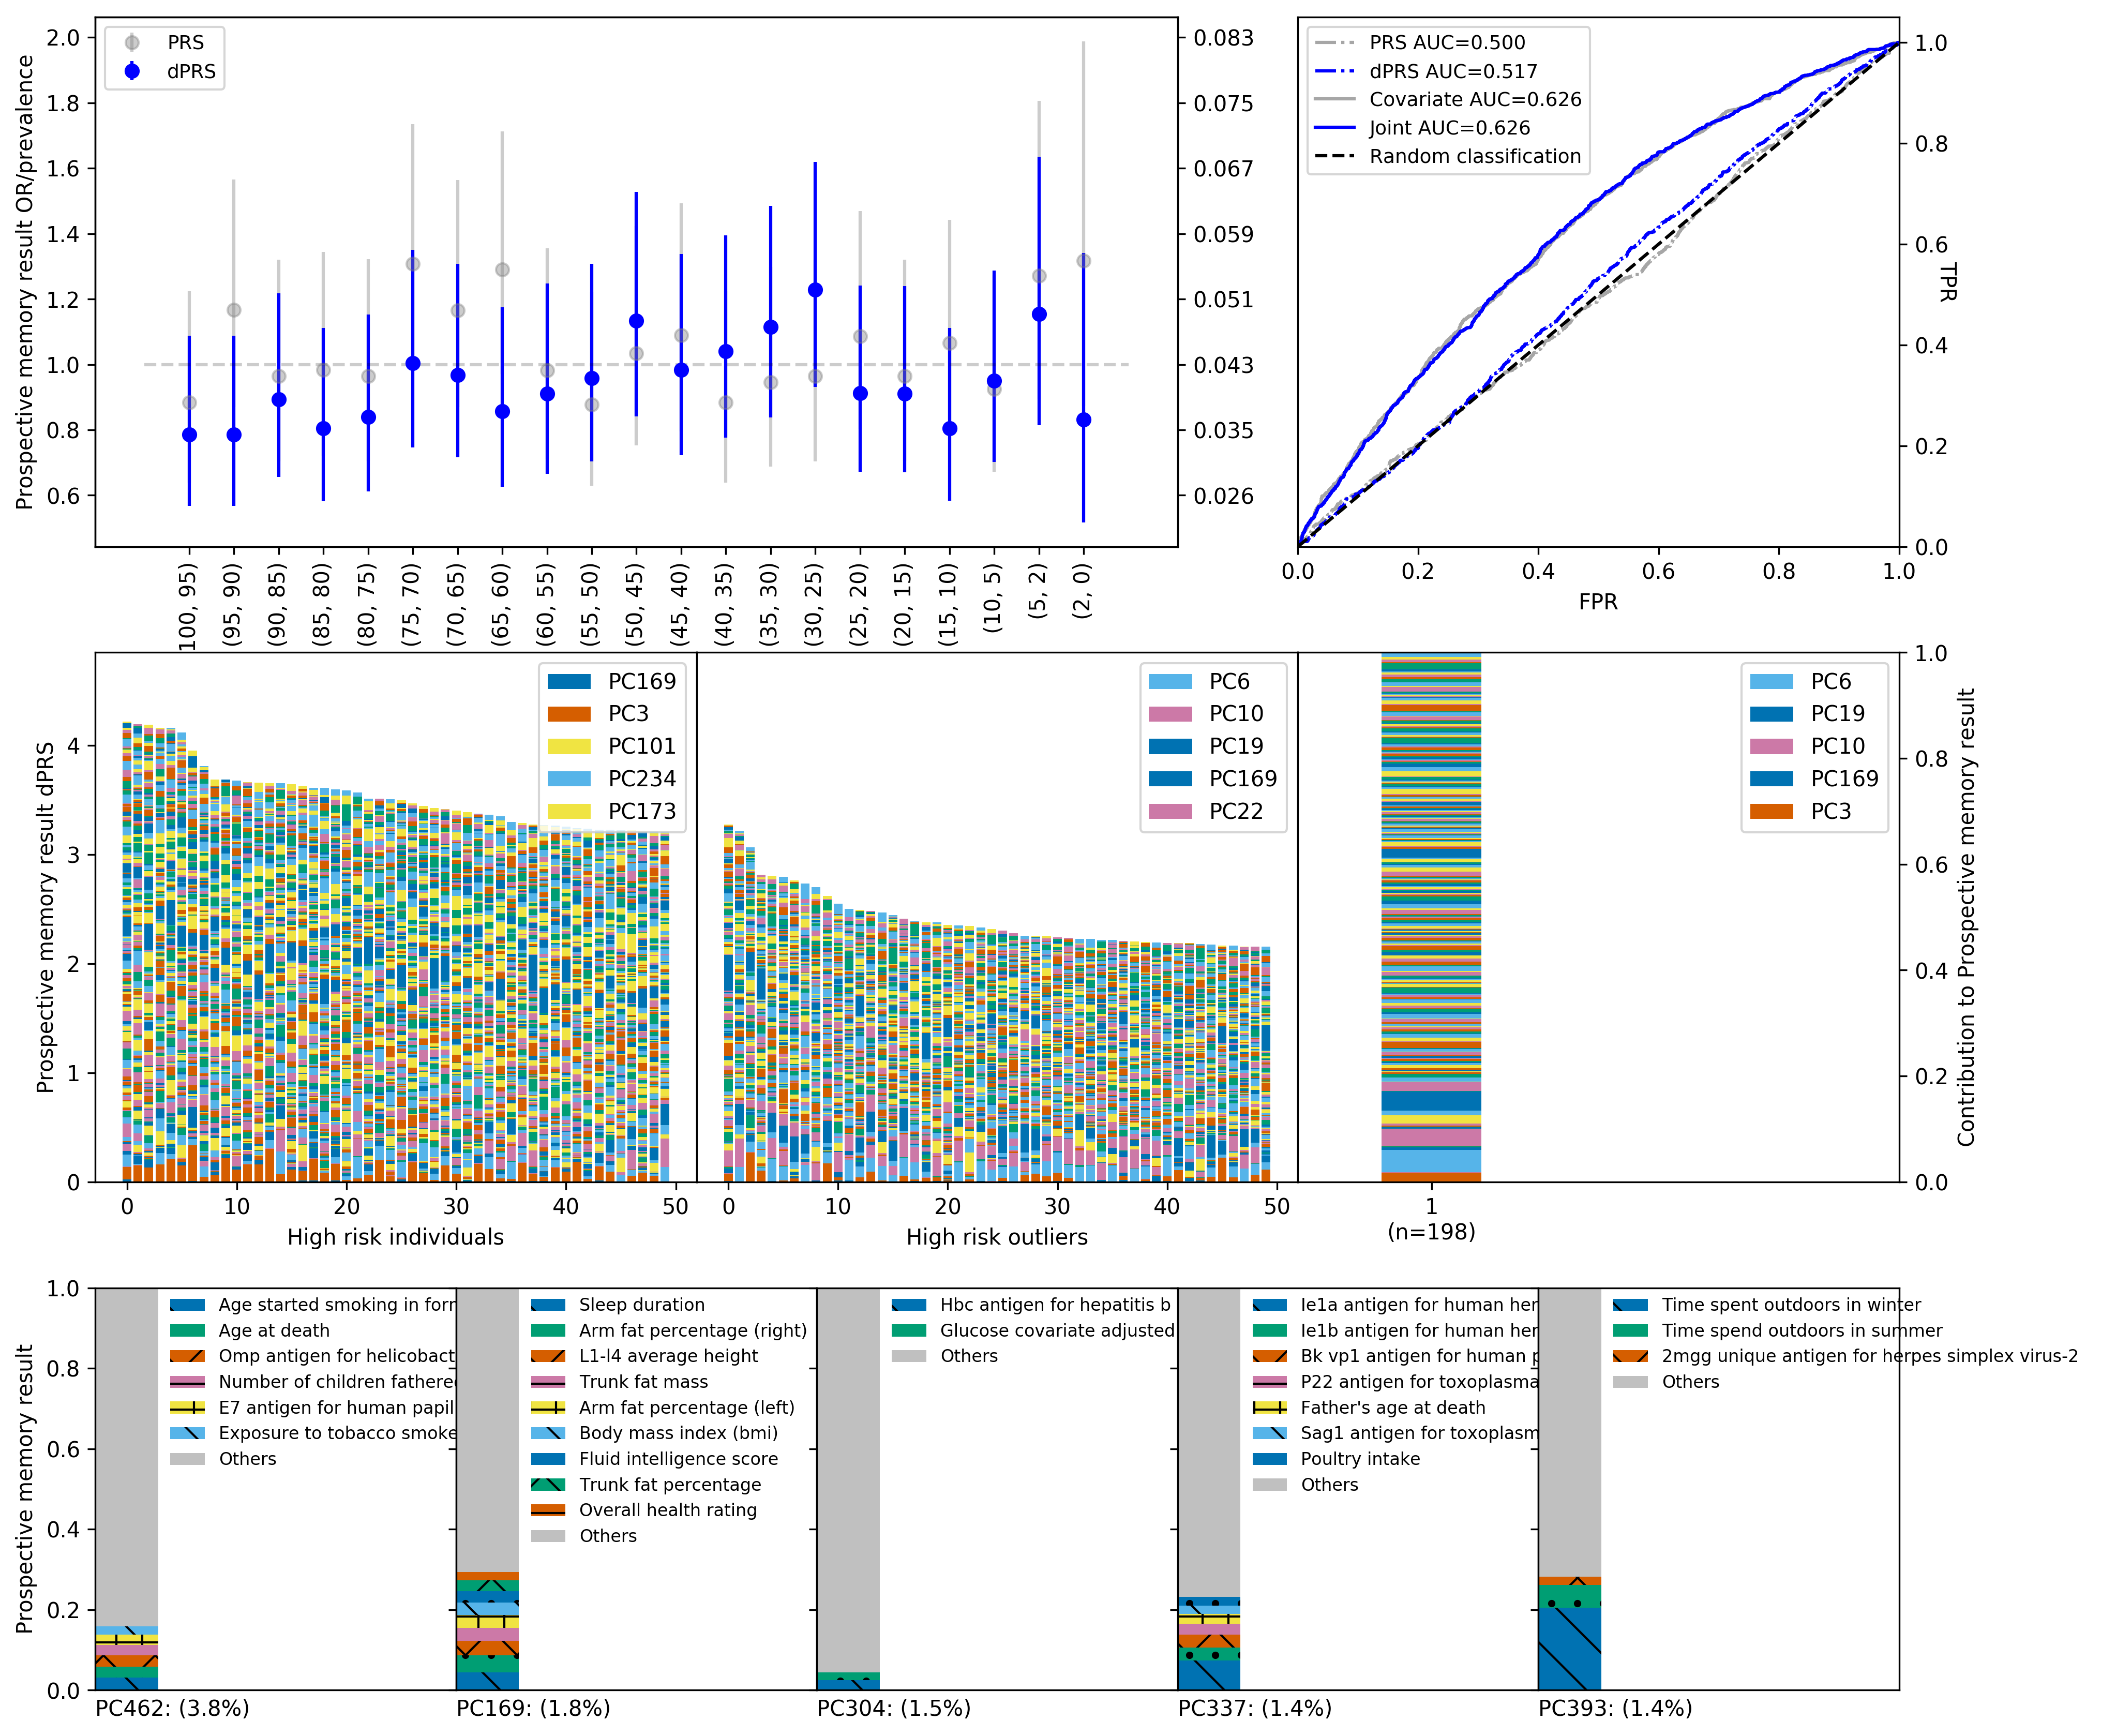 Prospective memory result OR/prevalence
2.0
1.8
1.6
1.4
1.2
1.0
0.8
0.6
PRS
dPRS
0.083
0.075
0.067
0.059
0.051
0.043
0.035
0.026
100, 95)
(95, 90)
(90, 85)
(85, 80)
(80, 75)
(75, 70)
(70, 65)
(65, 60)
(60, 55)
(55, 50)
(50, 45)
(45, 40)
(40, 35)
(35, 30)
(30, 25)
(25, 20)
(20, 15)
(15, 10)
(10, 5)
(5, 2)
(2, 0)
PRS AUC=0.500
dPRS AUC=0.517
Covariate AUC=0.626
Joint AUC=0.626
Random classification
1.0
0.8
0.6
0.4
0.2
0.0
TPR
0.0
0.2
0.4
0.6
0.8
1.0
FPR
Prospective memory result dPRS
4
3
2
1
0
PC169
PC3
PC101
PC234
PC173
0
10
20
30
40
50
High risk individuals
PC6
PC10
PC19
PC169
PC22
0
10
20
30
40
50
High risk outliers
PC6
PC19
PC10
PC169
PC3
1
(n=198)
1.0
0.8
0.6
0.4
0.2
0.0
Contribution to Prospective memory result
Prospective memory result
1.0
0.8
0.6
0.4
0.2
0.0
Age started smoking in forr
Age at death
Omp antigen for helicobact
Number of children fathere
E7 antigen for human papil
Exposure to tobacco smoke
Others
PC462: (3.8%)
Sleep duration
Arm fat percentage (right)
L1-l4 average height
Trunk fat mass
Arm fat percentage (left)
Body mass index (bmi)
Fluid intelligence score
Trunk fat percentage
Overall health rating
Others
PC169: (1.8%)
Hbc antigen for hepatitis b
Glucose covariate adjusted
Others
PC304: (1.5%)
Ie1a antigen for human her
Ie1b antigen for human her
Bk vp1 antigen for human p
P22 antigen for toxoplasma
Father's age at death
Sag1 antigen for toxoplasm
Poultry intake
Others
PC337: (1.4%)
Time spent outdoors in winter
Time spend outdoors in summer
2mgg unique antigen for herpes simplex virus-2
Others
PC393: (1.4%)